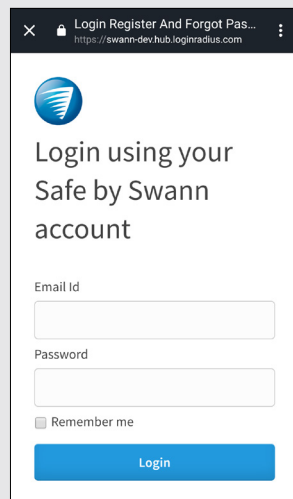 Login Register And Forgot Pas...
https://swann-dev.hub.loginradius.com
Login using your
Safe by Swann
account
Email Id
Password
Remember me
Login